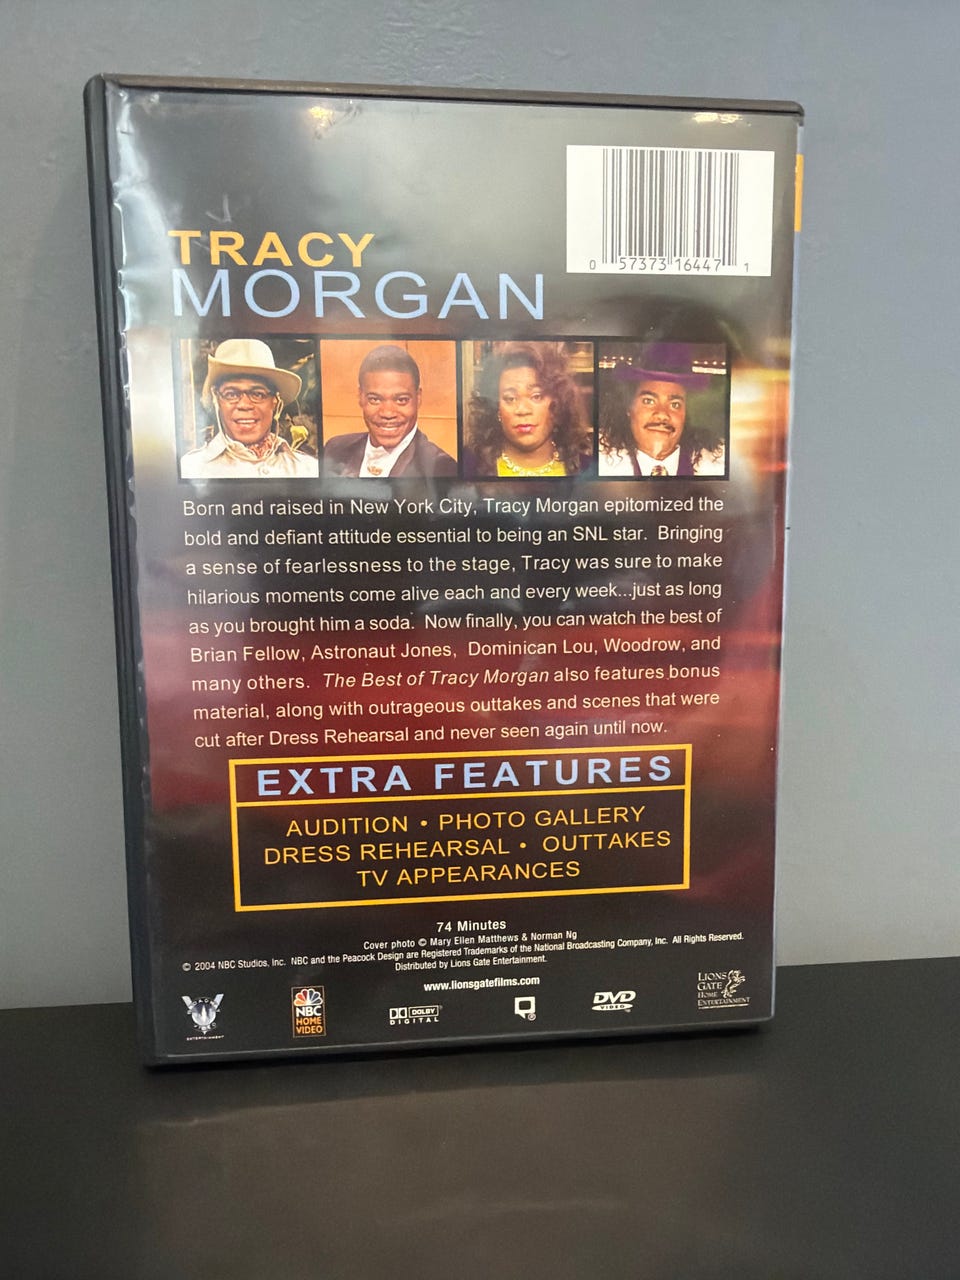 0 57373 16447 1
TRACY
MORGAN
Born and raised in New York City, Tracy Morgan epitomized the
bold and defiant attitude essential to being an SNL star. Bringing
a sense of fearlessness to the stage, Tracy was sure to make
hilarious moments come alive each and every week...just as long
as you brought him a soda. Now finally, you can watch the best of
Brian Fellow, Astronaut Jones, Dominican Lou, Woodrow, and
many others. The Best of Tracy Morgan also features bonus
material, along with outrageous outtakes and scenes that were
cut after Dress Rehearsal and never seen again until now.
EXTRA FEATURES
AUDITION • PHOTO GALLERY
DRESS REHEARSAL • OUTTAKES
TV APPEARANCES
74 Minutes
Cover photo © Mary Ellen Matthews & Norman Ng
© 2004 NBC Studios, Inc. NBC and the Peacock Design are Registered Trademarks of the National Broadcasting Company, Inc. All Rights Reserved.
Distributed by Lions Gate Entertainment.
www.lionsgatefilms.com
ENTERTAINMENT
NBC
HOME
VIDEO
DOLBY
DIGITAL
DVD
VIDEO
LIONS
GATE
HOME
ENTERTAINMENT